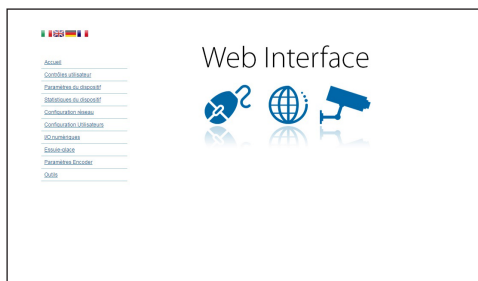 Web Interface
Accueil
Contrôles utilisateur
Paramètres du dispositif
Statistiques du dispositif
Configuration réseau
Configuration Utilisateurs
I/O numériques
Essuie-glace
Paramètres Encoder
Outils